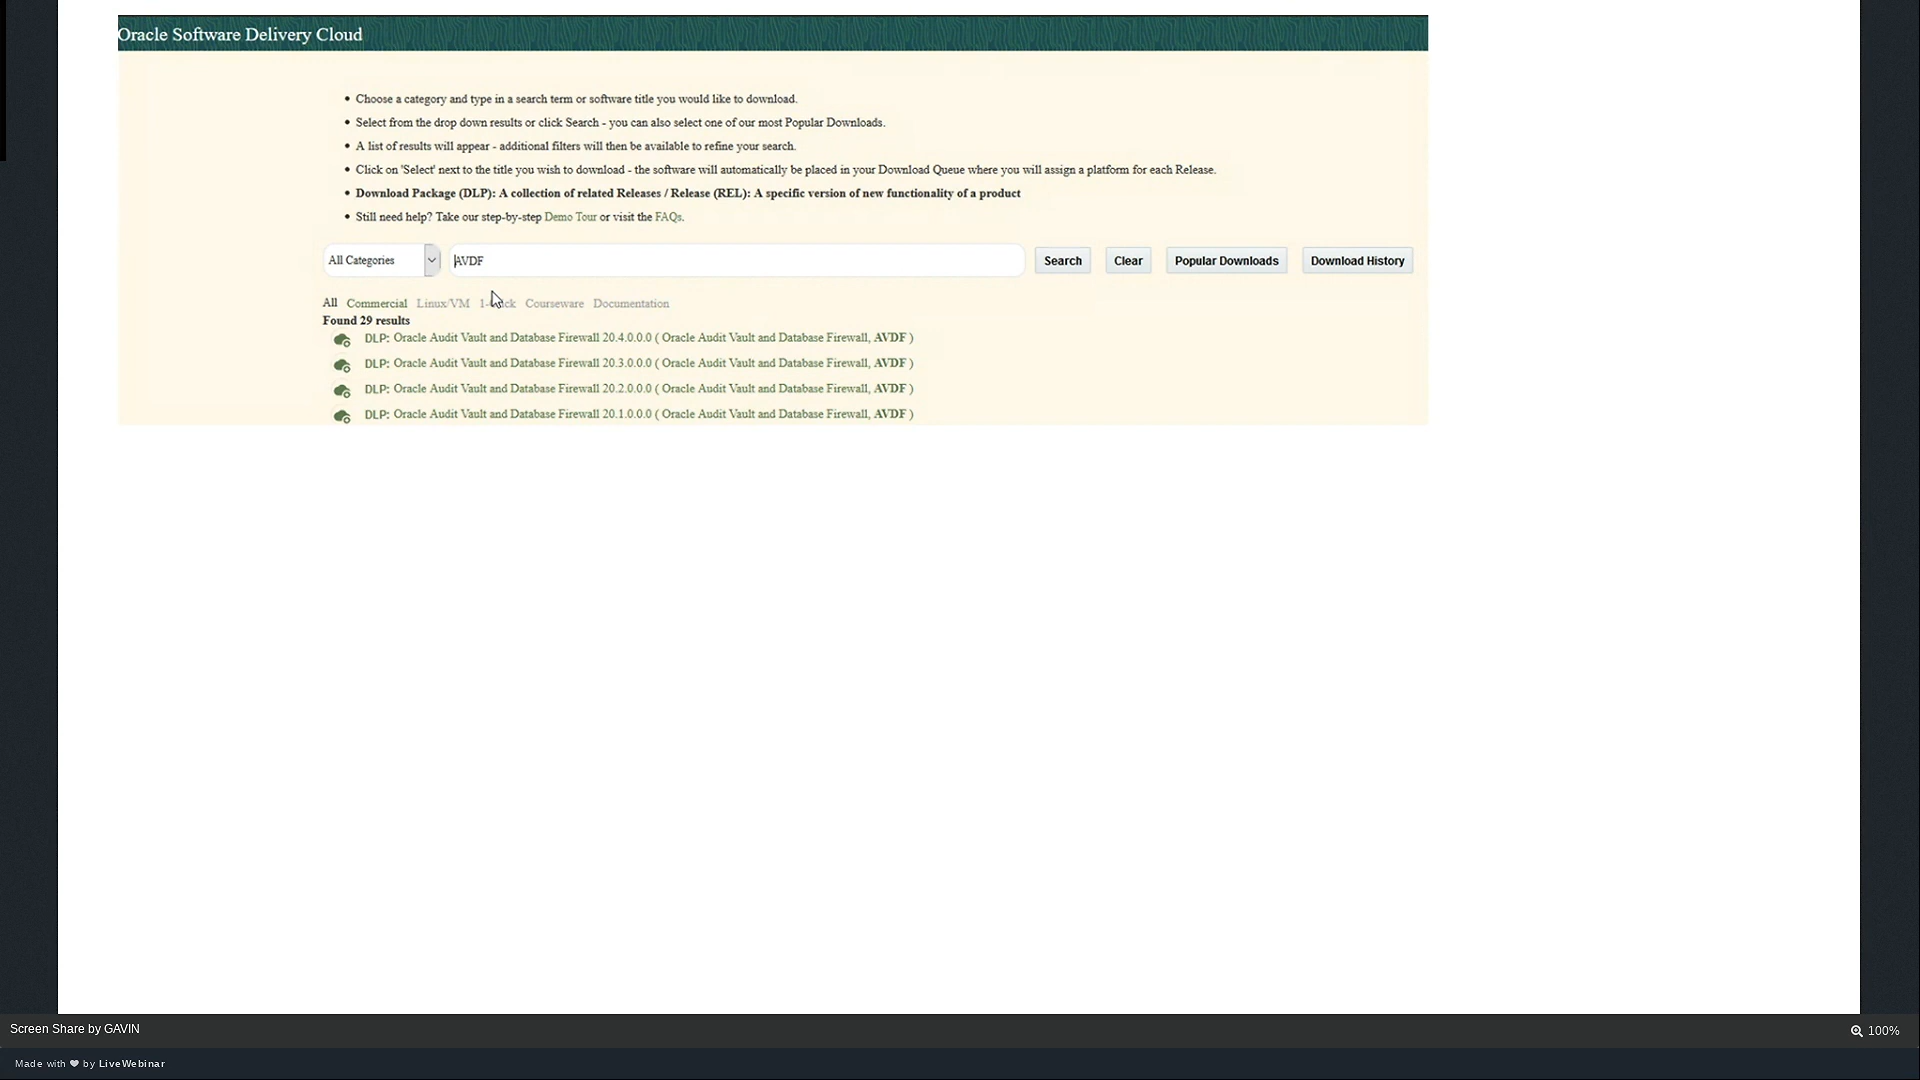 Oracle Software Delivery Cloud
• Choose a category and type in a search term or software title you would like to download.
• Select from the drop down results or click Search - you can also select one of our most Popular Downloads.
• A list of results will appear - additional filters will then be available to refine your search.
• Click on 'Select' next to the title you wish to download - the software will automatically be placed in your Download Queue where you will assign a platform for each Release.
• Download Package (DLP): A collection of related Releases / Release (REL): A specific version of new functionality of a product
• Still need help? Take our step-by-step Demo Tour or visit the FAQs.
All Categories AVDF Search Clear Popular Downloads Download History
All Commercial Linux/VM Courseware Documentation
Found 29 results
DLP: Oracle Audit Vault and Database Firewall 20.4.0.0.0 ( Oracle Audit Vault and Database Firewall, AVDF )
DLP: Oracle Audit Vault and Database Firewall 20.3.0.0.0 ( Oracle Audit Vault and Database Firewall, AVDF )
DLP: Oracle Audit Vault and Database Firewall 20.2.0.0.0 ( Oracle Audit Vault and Database Firewall, AVDF )
DLP: Oracle Audit Vault and Database Firewall 20.1.0.0.0 ( Oracle Audit Vault and Database Firewall, AVDF )
Screen Share by GAVIN 100%
Made with ❤ by LiveWebinar